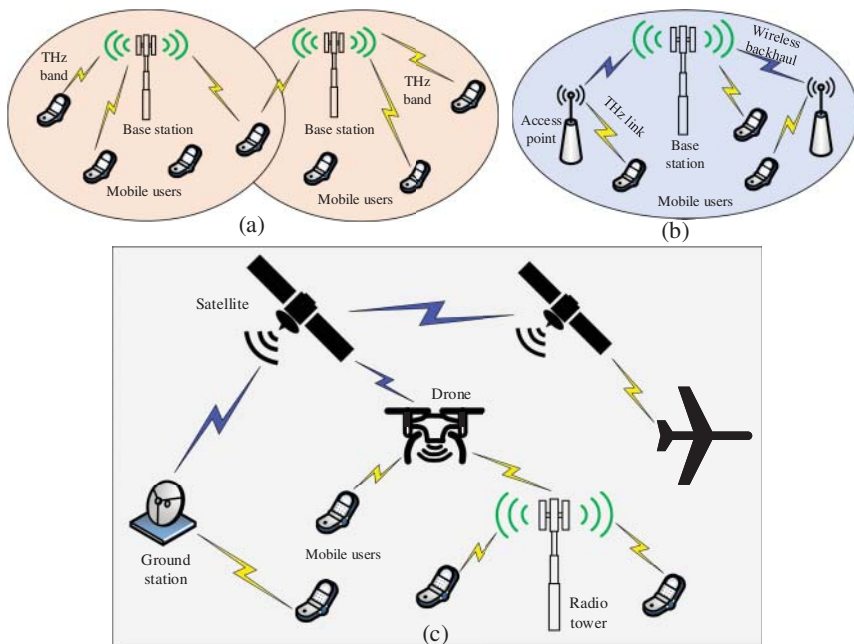 THz
band
Base station
Mobile users
THz
band
Base station
Mobile users
(a)
Wireless
backhaul
Access
point
THz link
Base
station
Mobile users
(b)
Satellite
Drone
Ground
station
Mobile users
Radio
tower
(c)